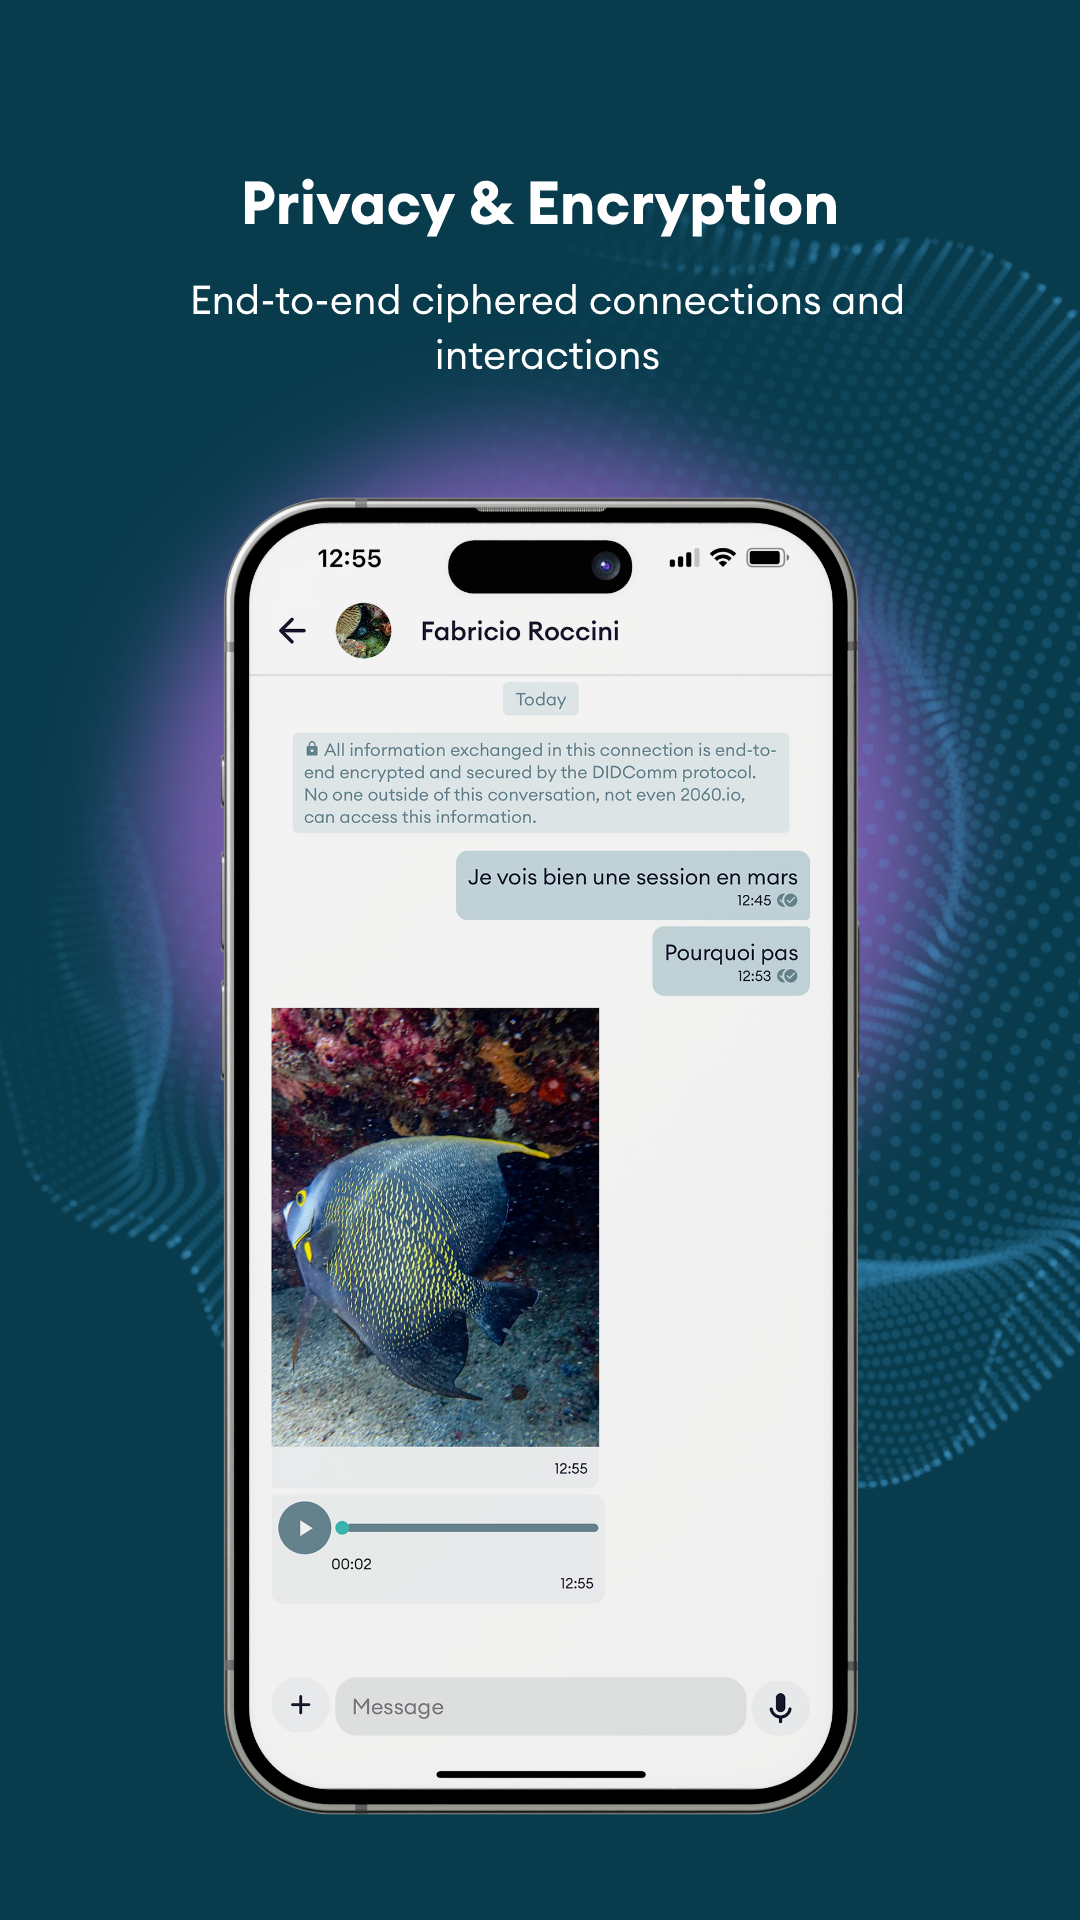 Privacy & Encryption
End-to-end ciphered connections and
interactions
12:55
Fabricio Roccini
Today
All information exchanged in this connection is end-to-
end encrypted and secured by the DIDComm protocol.
No one outside of this conversation, not even 2060.io,
can access this information.
Je vois bien une session en mars
12:45
Pourquoi pas
12:53
12:55
00:02
12:55
Message